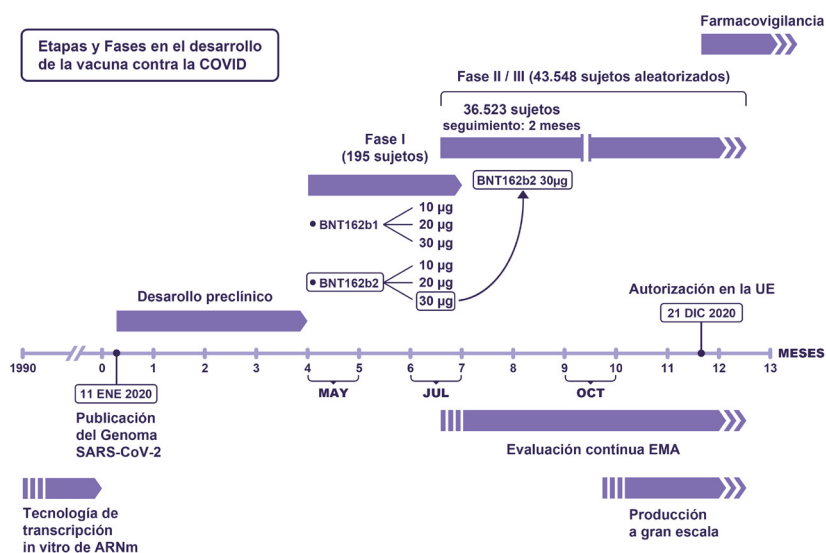 Farmacovigilancia
Etapas y Fases en el desarrollo
de la vacuna contra la COVID
Fase II / III (43.548 sujetos aleatorizados)
36.523 sujetos
seguimiento: 2 meses
Fase I
(195 sujetos)
BNT162b2 30µg
BNT162b1
10 µg
20 µg
30 µg
BNT162b2
10 µg
20 µg
30 µg
Desarollo preclínico
Autorización en la UE
21 DIC 2020
1990 0 1 2 3 4 5 6 7 8 9 10 11 12 13 MESES
MAY JUL OCT
11 ENE 2020
Publicación
del Genoma
SARS-CoV-2
Evaluación contínua EMA
Tecnología de
transcripción
in vitro de ARNm
Producción
a gran escala